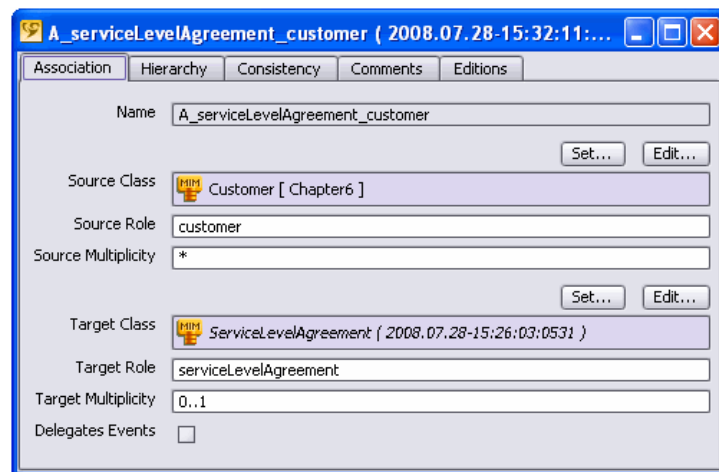 A_serviceLevelAgreement_customer ( 2008.07.28-15:32:11:...
Association Hierarchy Consistency Comments Editions
Name A_serviceLevelAgreement_customer
Set... Edit...
Source Class MIM Customer [ Chapter6 ]
Source Role customer
Source Multiplicity *
Set... Edit...
Target Class MIM ServiceLevelAgreement ( 2008.07.28-15:26:03:0531 )
Target Role serviceLevelAgreement
Target Multiplicity 0..1
Delegates Events